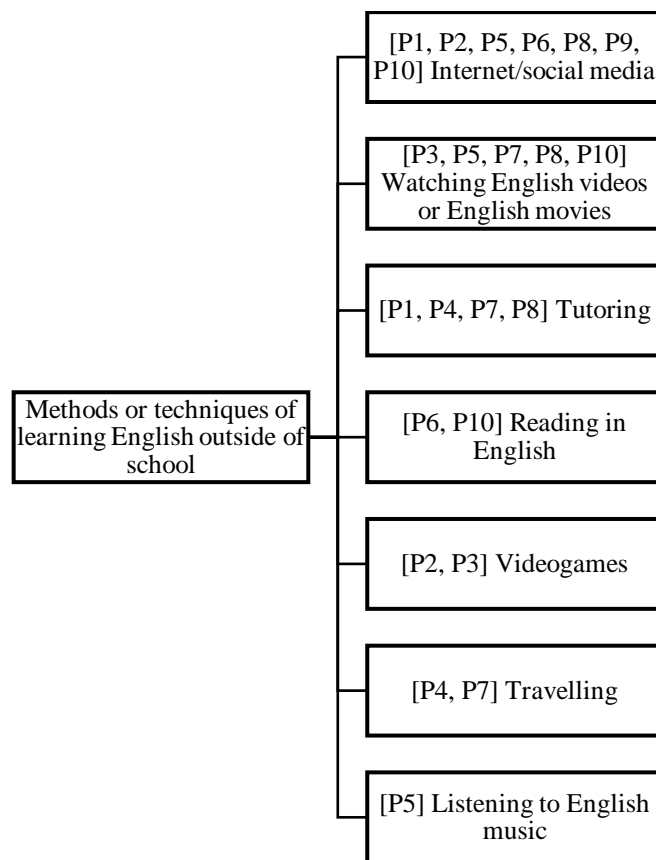 [P1, P2, P5, P6, P8, P9,
P10] Internet/social media
[P3, P5, P7, P8, P10]
Watching English videos
or English movies
[P1, P4, P7, P8] Tutoring
Methods or techniques of
learning English outside of
school
[P6, P10] Reading in
English
[P2, P3] Videogames
[P4, P7] Travelling
[P5] Listening to English
music